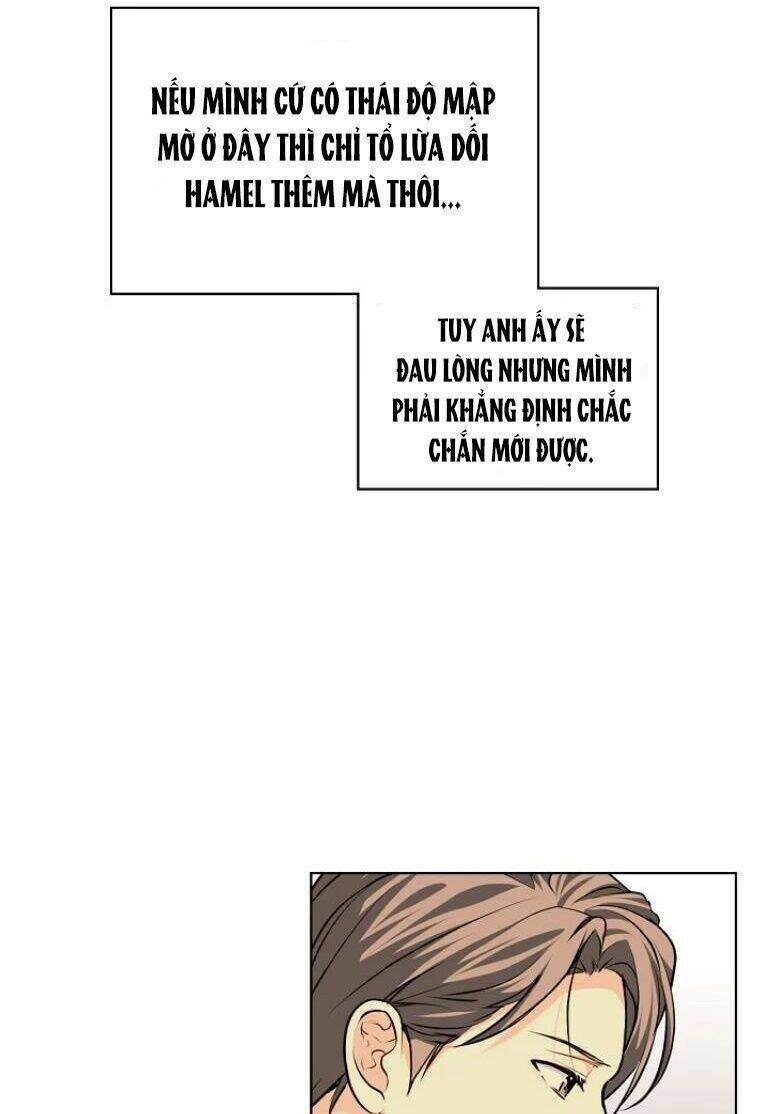 NẾU MÌNH CỨ CÓ THÁI ĐỘ MẬP
MỜ Ở ĐÂY THÌ CHỈ TỔ LỪA DỐI
HAMEL THÊM MÀ THÔI...
TUY ANH ẤY SẼ
ĐAU LÒNG NHƯNG MÌNH
PHẢI KHẲNG ĐỊNH CHẮC
CHẮN MỚI ĐƯỢC.